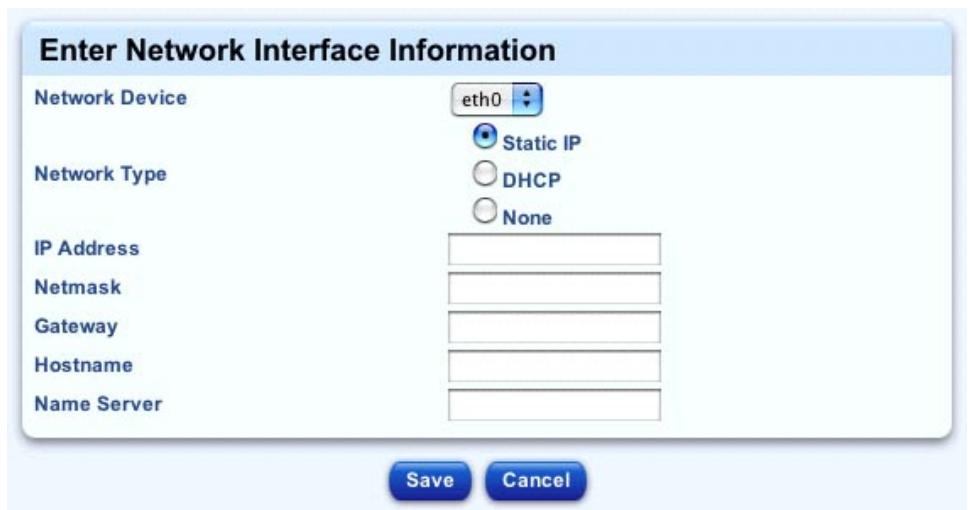 Enter Network Interface Information
Network Device
eth0
Static IP
Network Type
DHCP
None
IP Address
Netmask
Gateway
Hostname
Name Server
Save Cancel